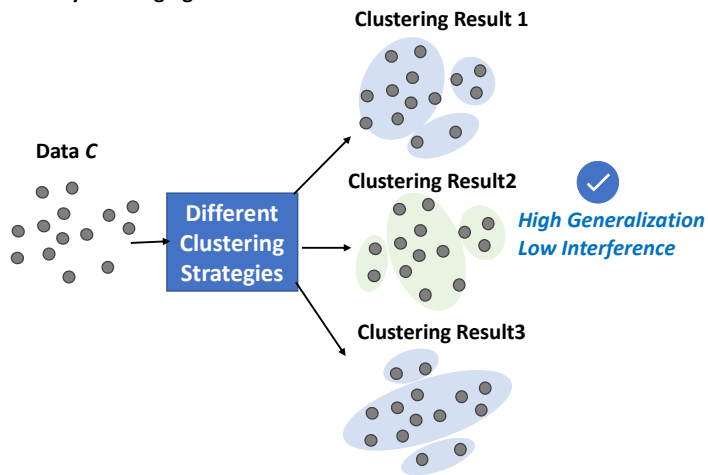 Clustering Result 1
Data C
Different
Clustering
Strategies
Clustering Result2
High Generalization
Low Interference
Clustering Result3